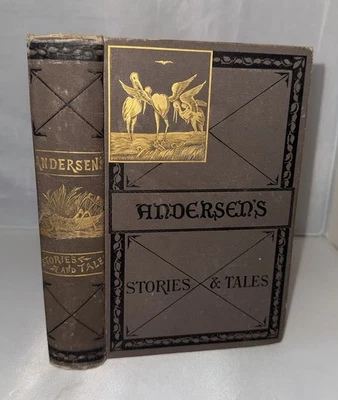 ANDERSEN'S
STORIES
AND TALES
ANDERSEN'S
STORIES & TALES